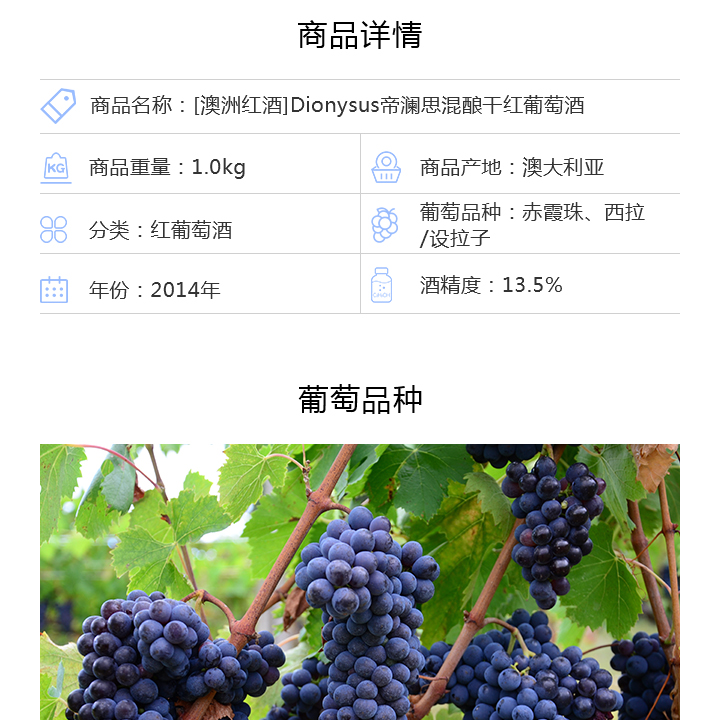 商品详情
商品名称：[澳洲红酒]Dionysus帝澜思混酿干红葡萄酒
KG
商品重量：1.0kg
商品产地：澳大利亚
分类：红葡萄酒
葡萄品种：赤霞珠、西拉
/设拉子
年份：2014年
酒精度：13.5%
葡萄品种